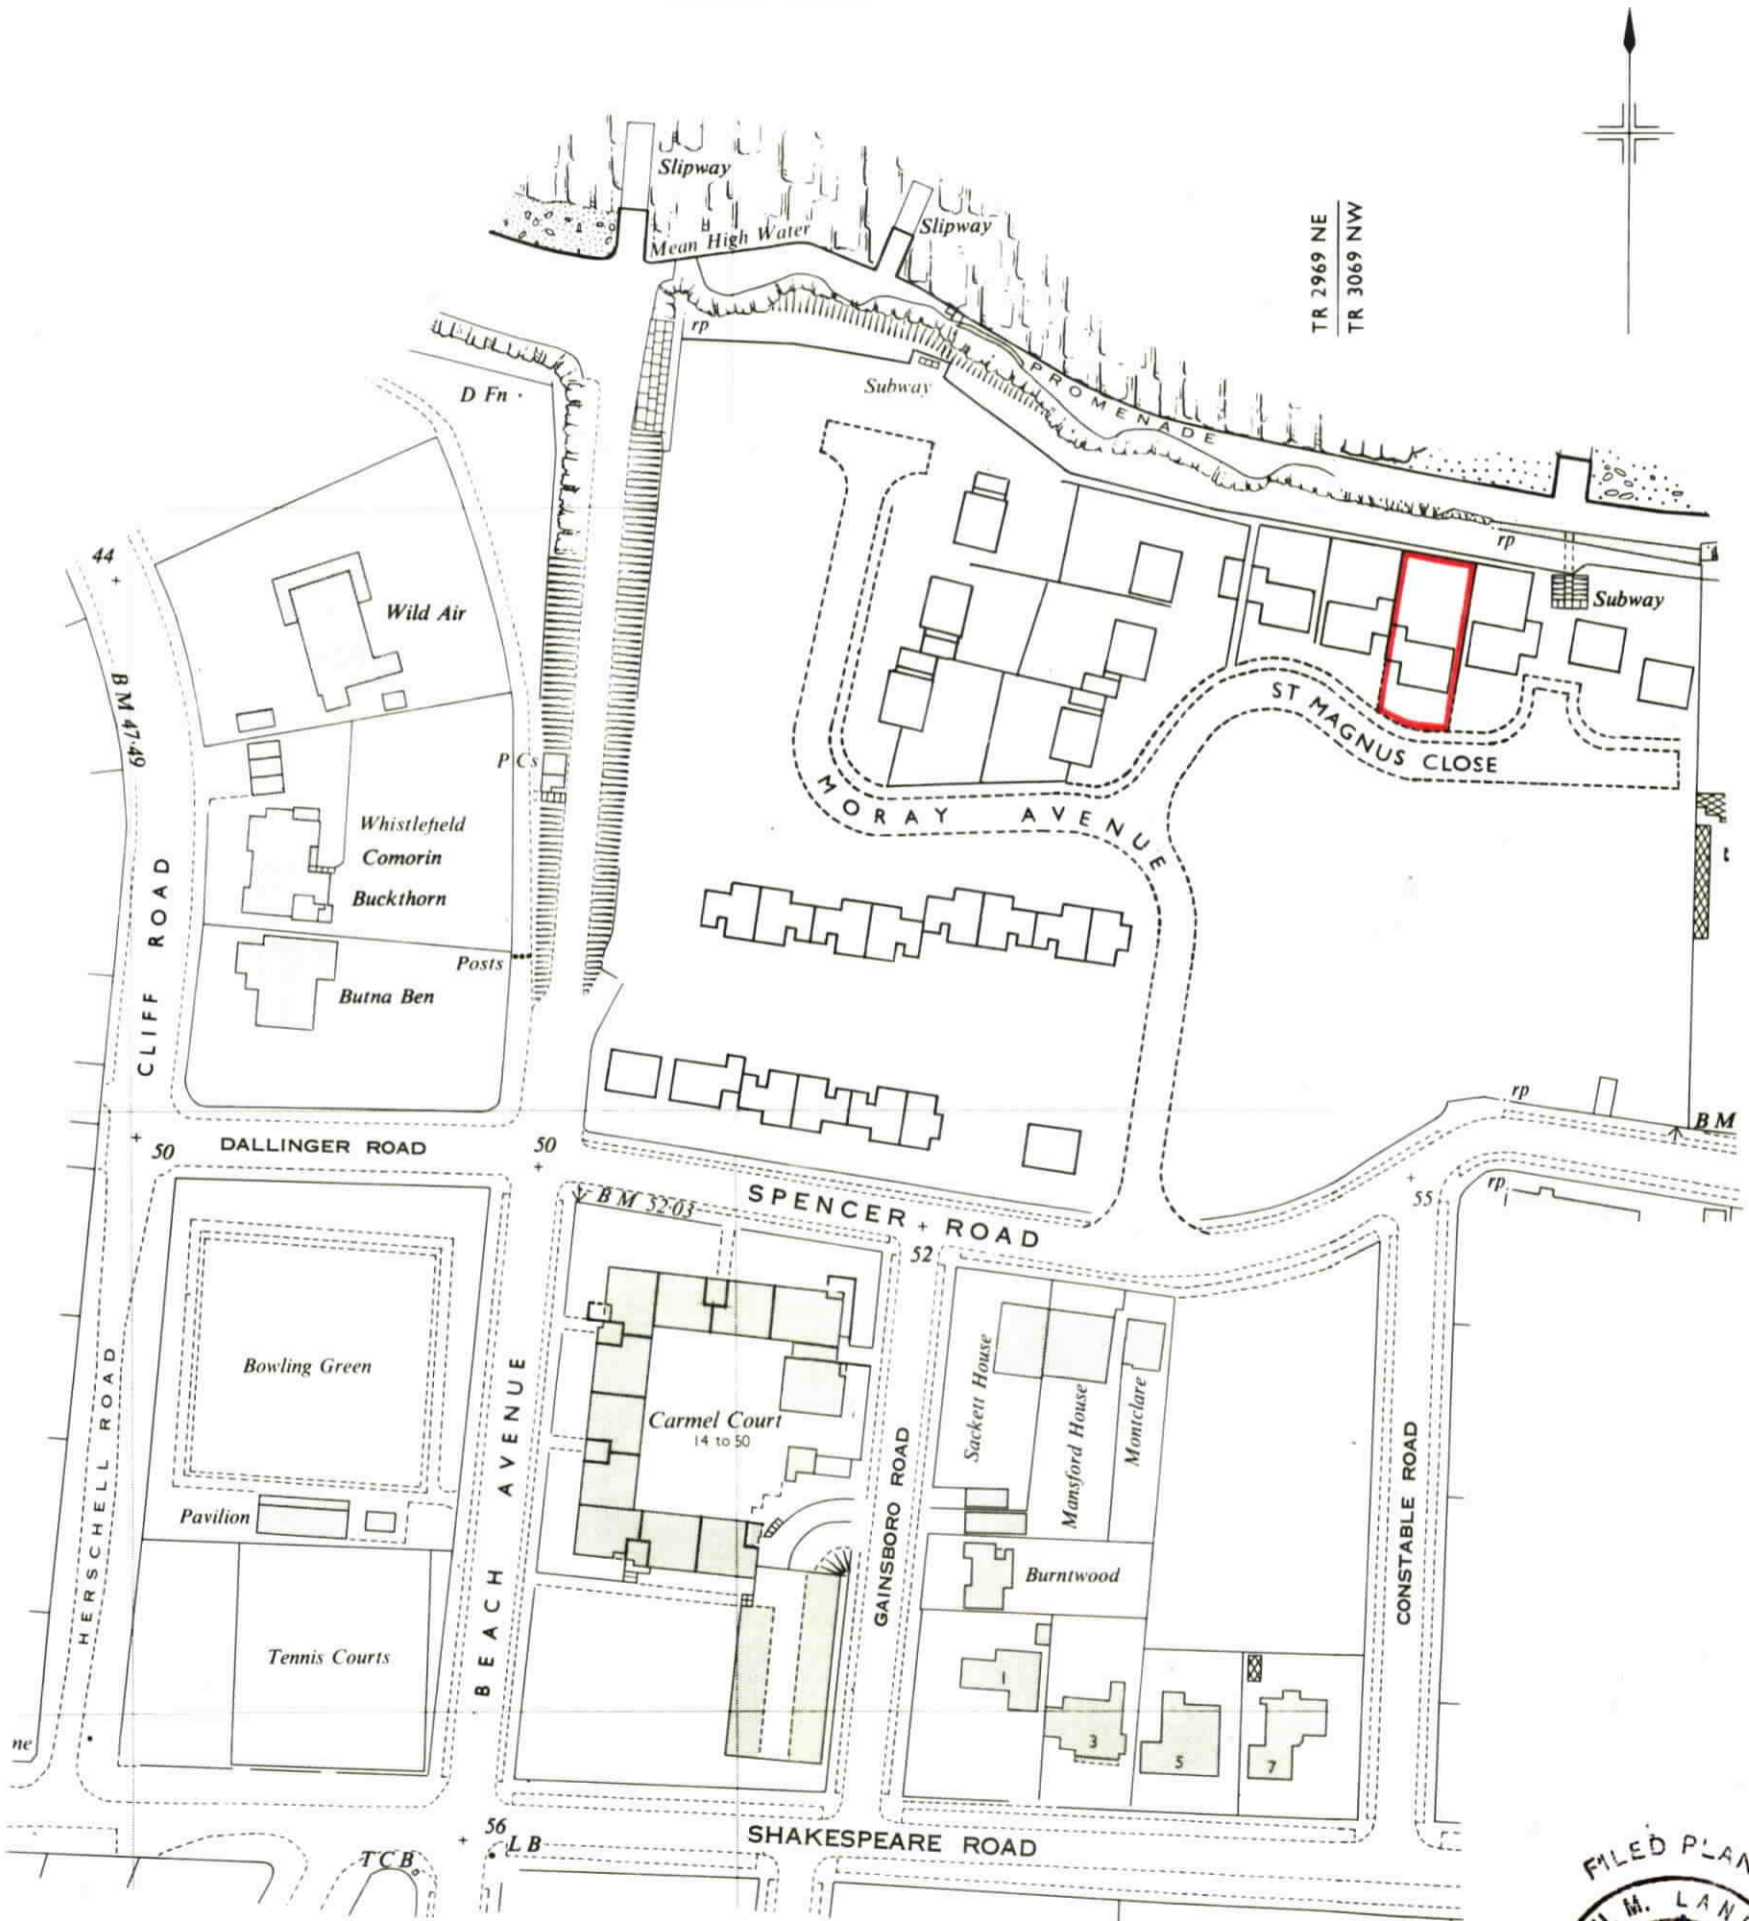 Slipway
Slipway
Mean High Water
TR 2969 NE
TR 3069 NW
rp
Subway
PROMENADE
D Fn
rp
Subway
44
Wild Air
BM 47·49
ST MAGNUS CLOSE
P Cs
MORAY AVENUE
Whistlefield
Comorin
Buckthorn
CLIFF ROAD
Posts
Butna Ben
rp
BM
50
DALLINGER ROAD
50
BM 52·03
SPENCER ROAD
52
55
rp
HERSCHELL ROAD
Bowling Green
BEACH AVENUE
Carmel Court
14 to 50
Sackett House
Mansford House
Montclare
GAINSBORO ROAD
CONSTABLE ROAD
Pavilion
Burntwood
Tennis Courts
1
3
5
7
ne
56
LB
TCB
SHAKESPEARE ROAD
FILED PLAN
H.M. LAN